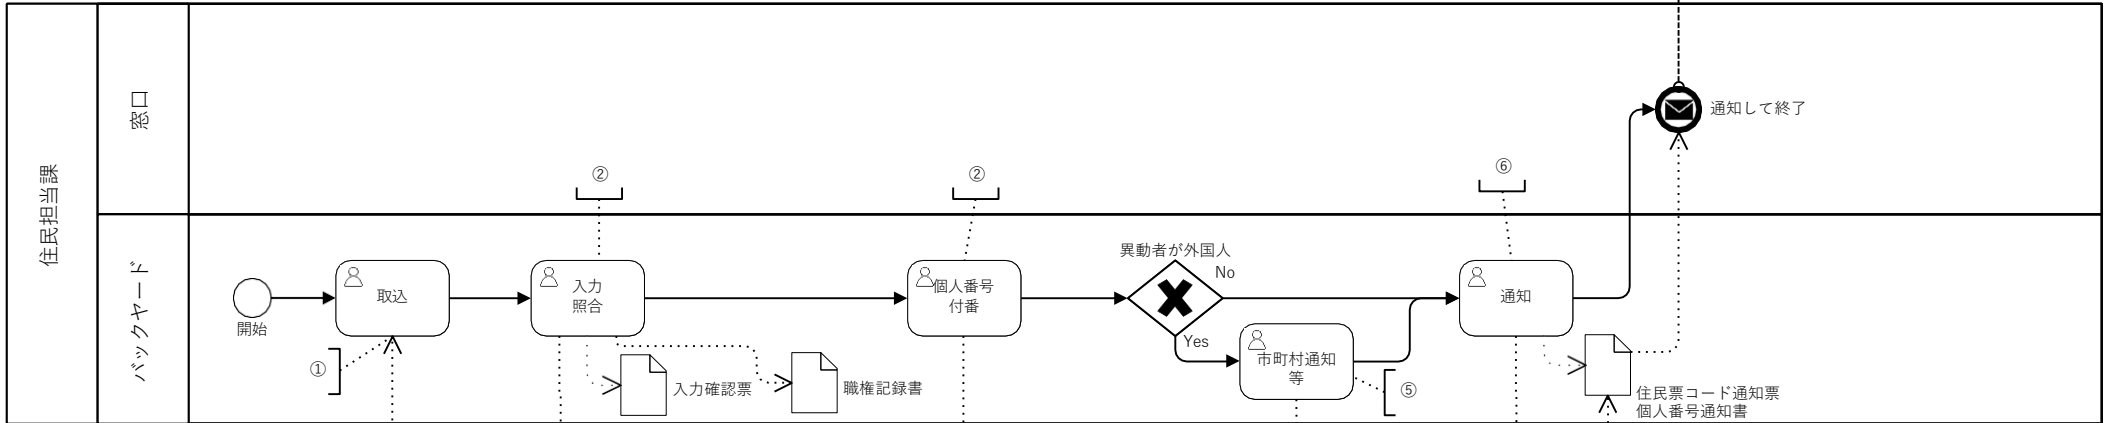 住民担当課
窓口
通知して終了
②
②
⑥
バックヤード
開始
取込
①
入力
照合
入力確認票
職権記録書
個人番号
付番
異動者が外国人
No
Yes
市町村通知
等
⑤
通知
住民票コード通知票
個人番号通知書